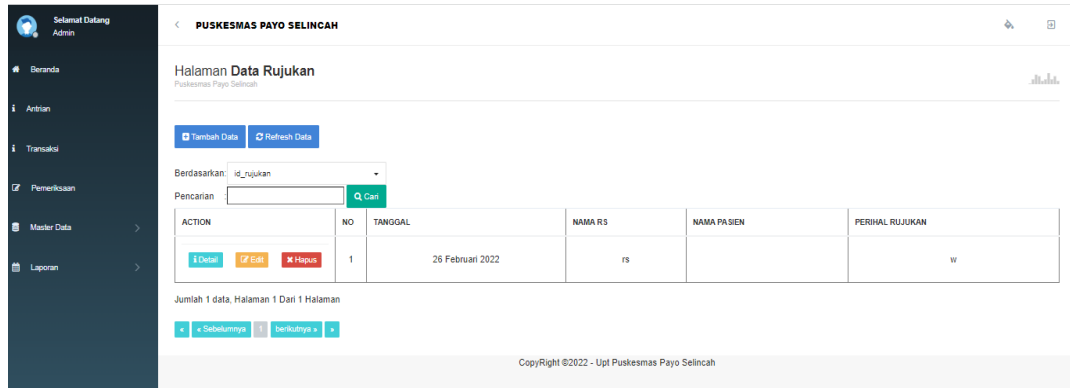 Selamat Datang
Admin
PUSKESMAS PAYO SELINCAH
Beranda
Antrian
Transaksi
Pemeriksaan
Master Data
Laporan
Halaman Data Rujukan
Puskesmas Payo Selincah
Tambah Data Refresh Data
Berdasarkan: id_rujukan
Pencarian : Cari
ACTION NO TANGGAL NAMA RS NAMA PASIEN PERIHAL RUJUKAN
Detail Edit Hapus 1 26 Februari 2022 rs w
Jumlah 1 data, Halaman 1 Dari 1 Halaman
« « Sebelumnya 1 berikutnya » »
CopyRight ©2022 - Upt Puskesmas Payo Selincah